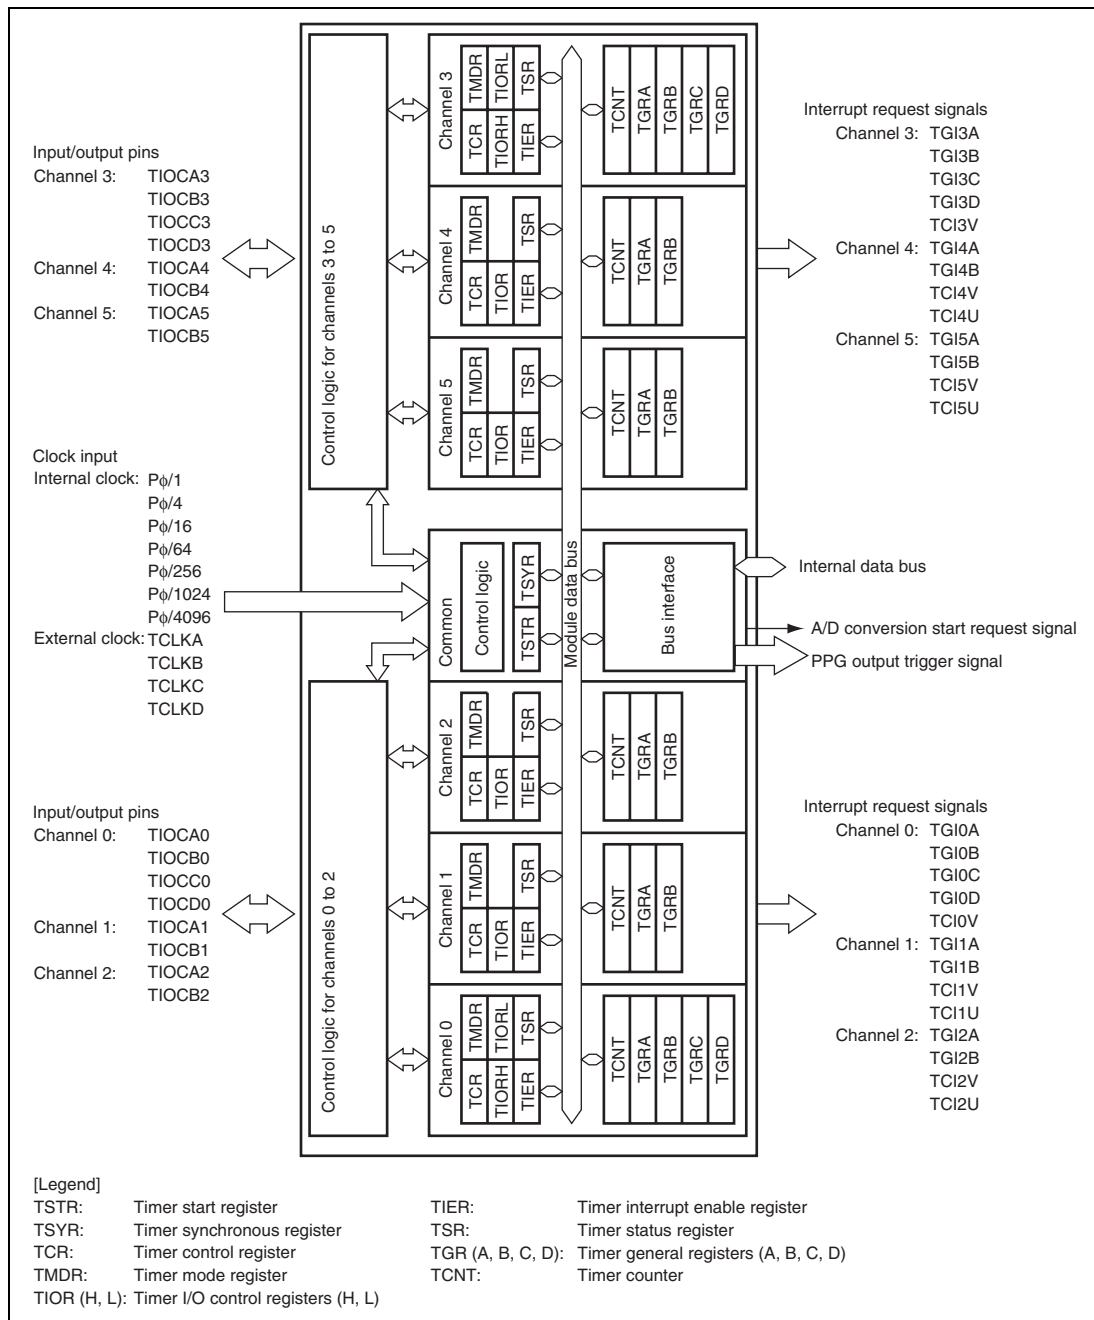 Input/output pins
Channel 3: TIOCA3
TIOCB3
TIOCC3
TIOCD3
Channel 4: TIOCA4
TIOCB4
Channel 5: TIOCA5
TIOCB5
Clock input
Internal clock: Pϕ/1
Pϕ/4
Pϕ/16
Pϕ/64
Pϕ/256
Pϕ/1024
Pϕ/4096
External clock: TCLKA
TCLKB
TCLKC
TCLKD
Input/output pins
Channel 0: TIOCA0
TIOCB0
TIOCC0
TIOCD0
Channel 1: TIOCA1
TIOCB1
Channel 2: TIOCA2
TIOCB2
Control logic for channels 3 to 5
Control logic for channels 0 to 2
Channel 3
TCR TMDR
TIORH TIORL
TIER TSR
TCNT
TGRA
TGRB
TGRC
TGRD
Channel 4
TCR TMDR
TIOR
TIER TSR
TCNT
TGRA
TGRB
Channel 5
TCR TMDR
TIOR
TIER TSR
TCNT
TGRA
TGRB
Common
Control logic
TSTR TSYR
Module data bus
Bus interface
Channel 2
TCR TMDR
TIOR
TIER TSR
TCNT
TGRA
TGRB
Channel 1
TCR TMDR
TIOR
TIER TSR
TCNT
TGRA
TGRB
Channel 0
TCR TMDR
TIORH TIORL
TIER TSR
TCNT
TGRA
TGRB
TGRC
TGRD
Interrupt request signals
Channel 3: TGI3A
TGI3B
TGI3C
TGI3D
TCI3V
Channel 4: TGI4A
TGI4B
TCI4V
TCI4U
Channel 5: TGI5A
TGI5B
TCI5V
TCI5U
Internal data bus
A/D conversion start request signal
PPG output trigger signal
Interrupt request signals
Channel 0: TGI0A
TGI0B
TGI0C
TGI0D
TCI0V
Channel 1: TGI1A
TGI1B
TCI1V
TCI1U
Channel 2: TGI2A
TGI2B
TCI2V
TCI2U
[Legend]
TSTR: Timer start register
TSYR: Timer synchronous register
TCR: Timer control register
TMDR: Timer mode register
TIOR (H, L): Timer I/O control registers (H, L)
TIER: Timer interrupt enable register
TSR: Timer status register
TGR (A, B, C, D): Timer general registers (A, B, C, D)
TCNT: Timer counter